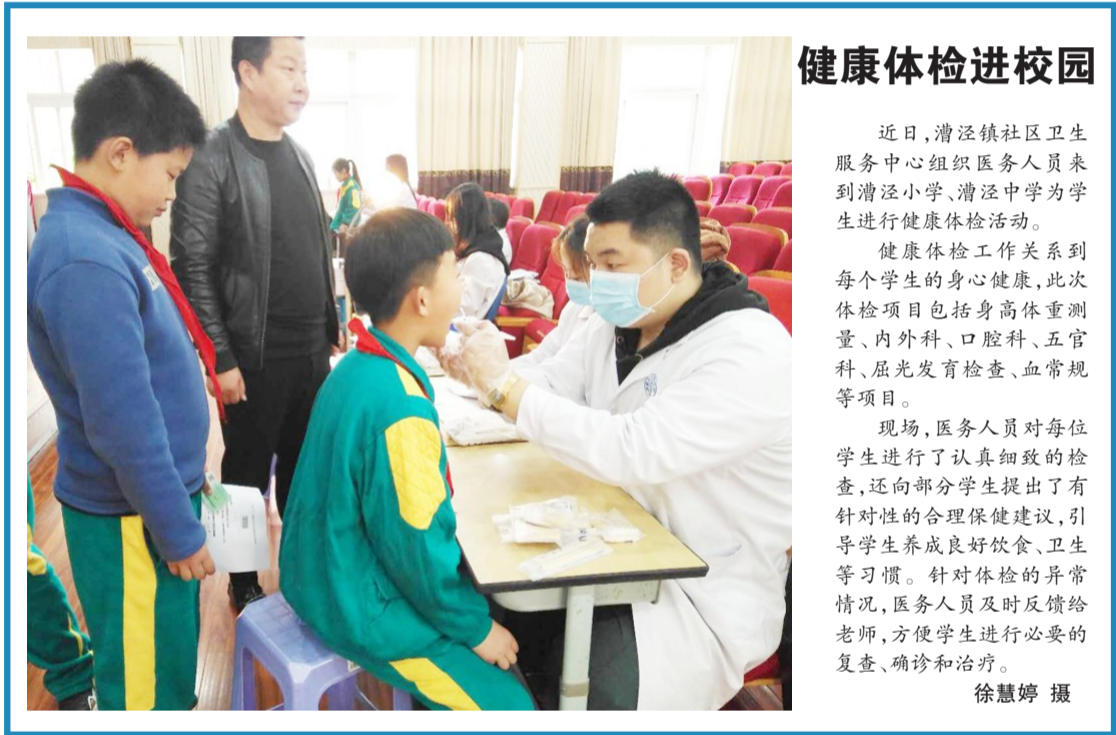 健康体检进校园
近日,漕泾镇社区卫生
服务中心组织医务人员来
到漕泾小学、漕泾中学为学
生进行健康体检活动。
健康体检工作关系到
每个学生的身心健康,此次
体检项目包括身高体重测
量、内外科、口腔科、五官
科、屈光发育检查、血常规
等项目。
现场,医务人员对每位
学生进行了认真细致的检
查,还向部分学生提出了有
针对性的合理保健建议,引
导学生养成良好饮食、卫生
等习惯。针对体检的异常
情况,医务人员及时反馈给
老师,方便学生进行必要的
复查、确诊和治疗。
徐慧婷 摄